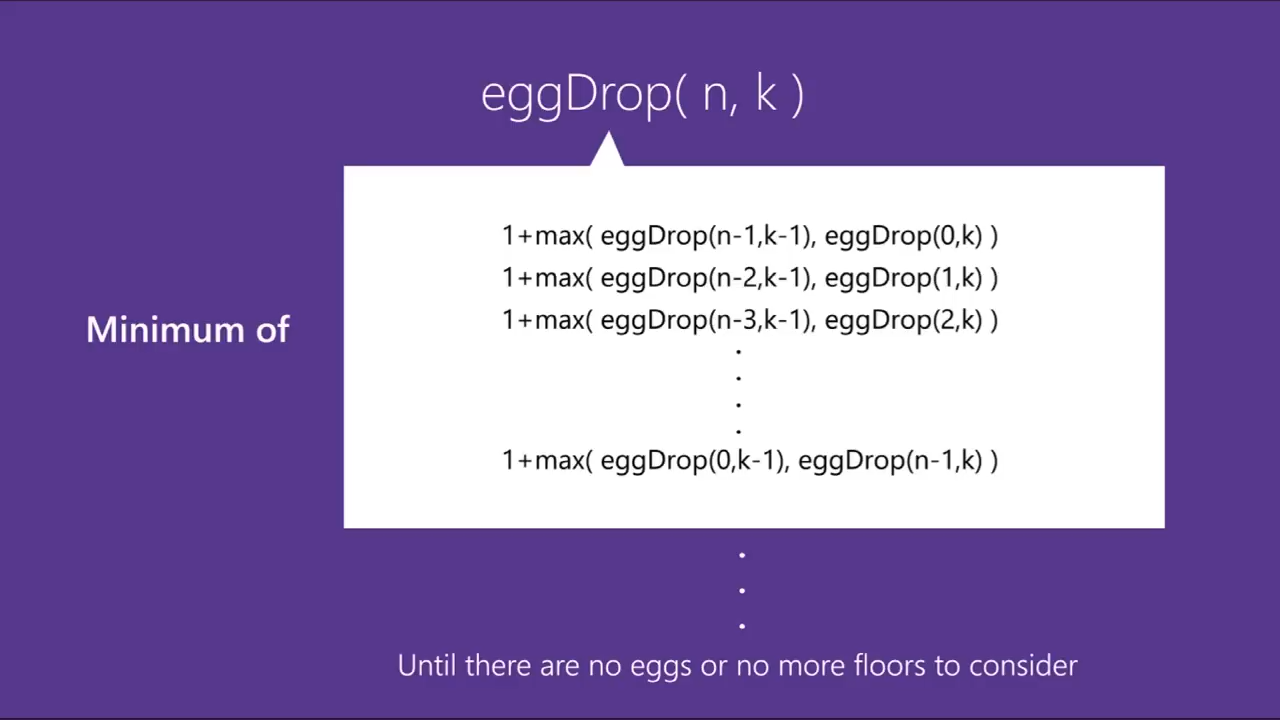 eggDrop( n, k )
1+max( eggDrop(n-1,k-1), eggDrop(0,k) )
1+max( eggDrop(n-2,k-1), eggDrop(1,k) )
1+max( eggDrop(n-3,k-1), eggDrop(2,k) )
Minimum of
.
.
.
.
1+max( eggDrop(0,k-1), eggDrop(n-1,k) )
.
.
.
Until there are no eggs or no more floors to consider